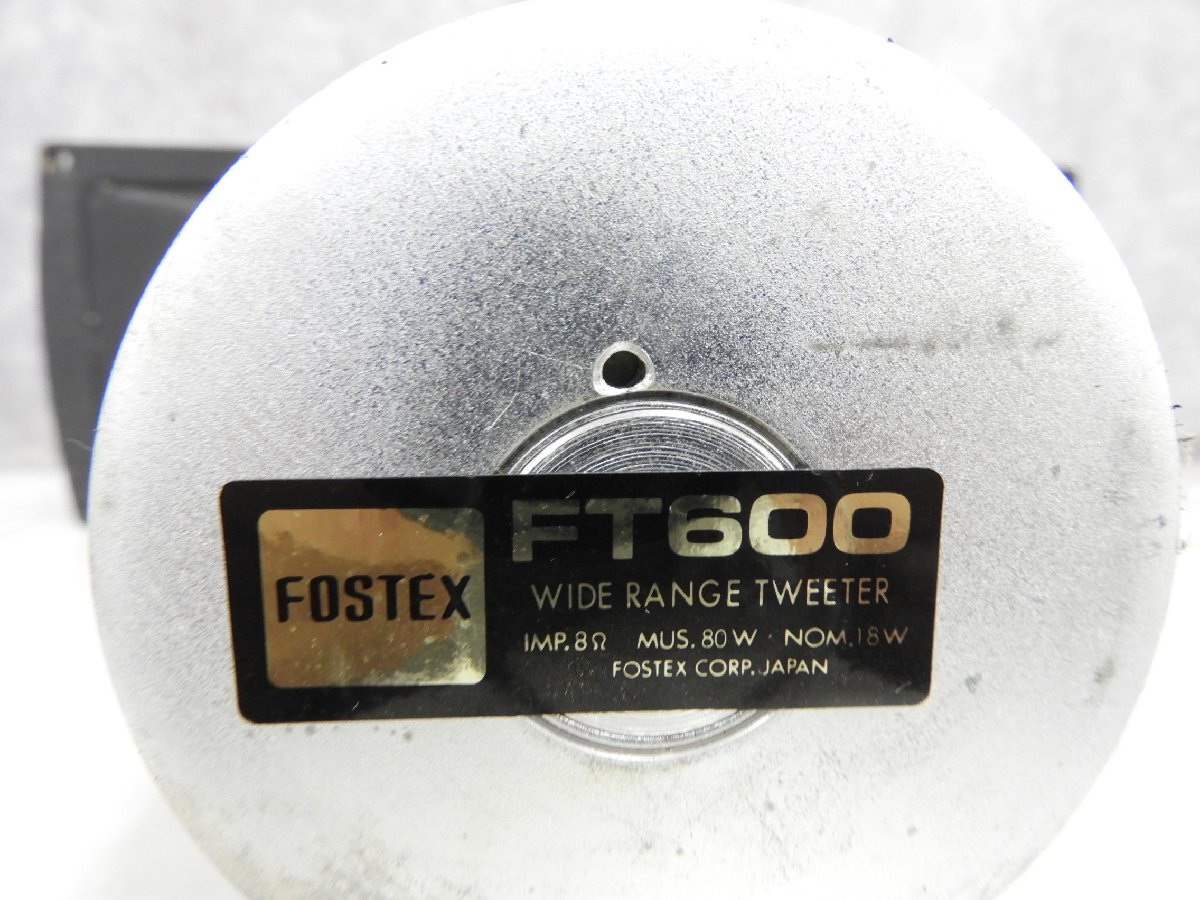 FOSTEX
FT600
WIDE RANGE TWEETER
IMP.8Ω MUS.80W · NOM.18W
FOSTEX CORP.JAPAN